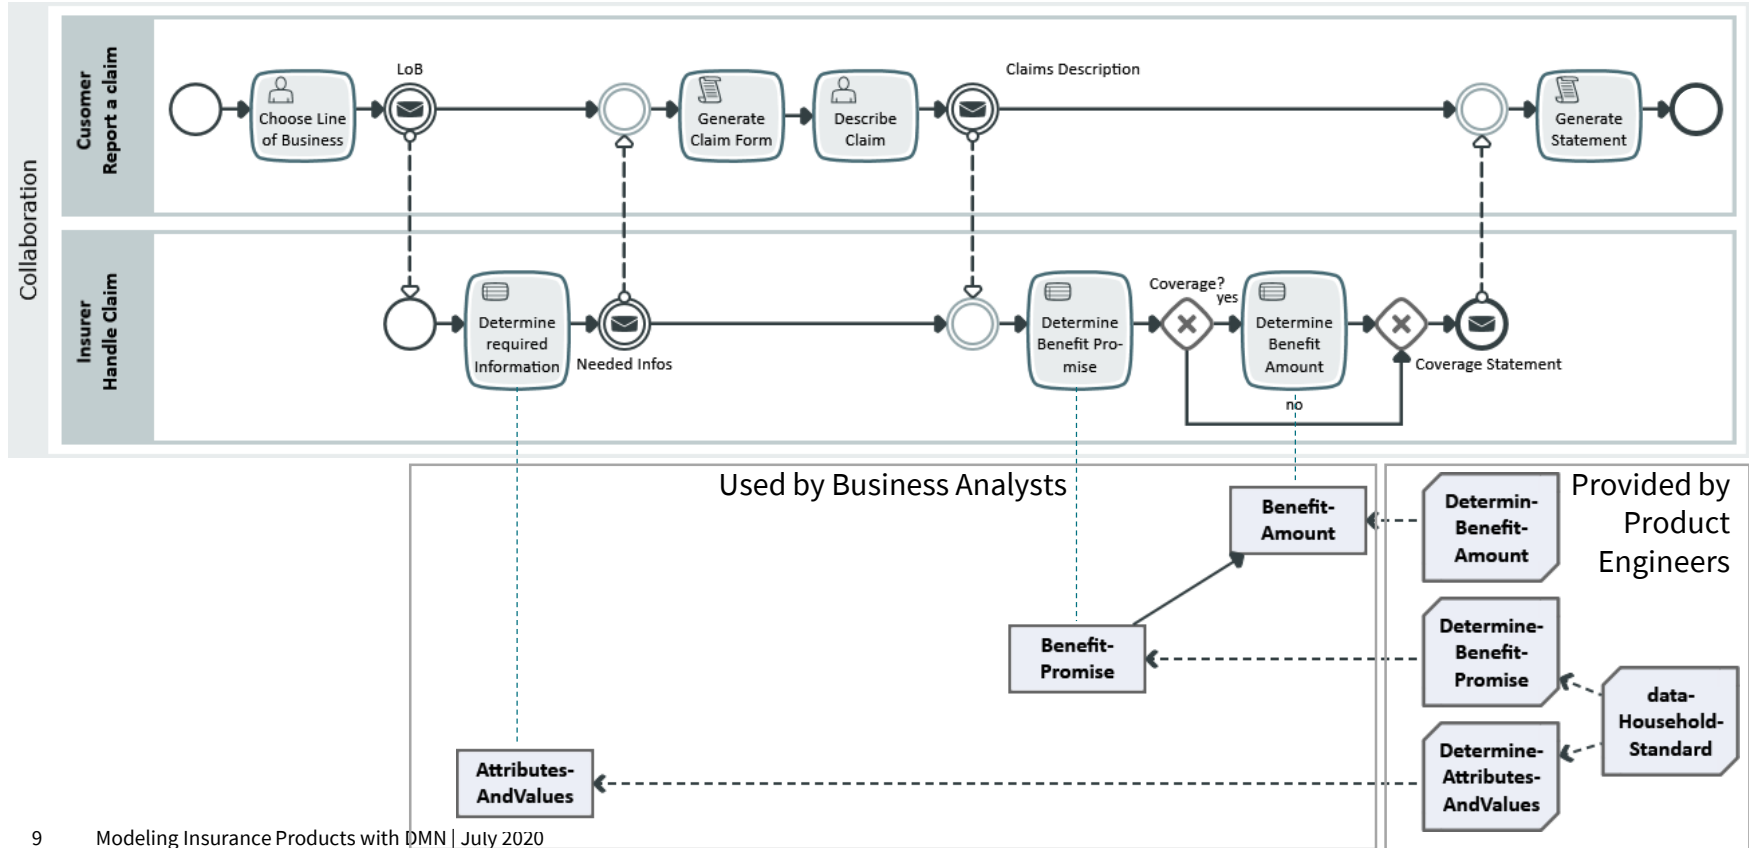 Collaboration
Cusomer
Report a claim
Choose Line
of Business
LoB
Generate
Claim Form
Describe
Claim
Claims Description
Generate
Statement
Insurer
Handle Claim
Determine
required
Information
Needed Infos
Determine
Benefit Pro-
mise
Coverage?
yes
no
Determine
Benefit
Amount
Coverage Statement
Used by Business Analysts
Provided by
Product
Engineers
Benefit-
Amount
Determin-
Benefit-
Amount
Benefit-
Promise
Determine-
Benefit-
Promise
data-
Household-
Standard
Attributes-
AndValues
Determine-
Attributes-
AndValues
9 Modeling Insurance Products with DMN | July 2020